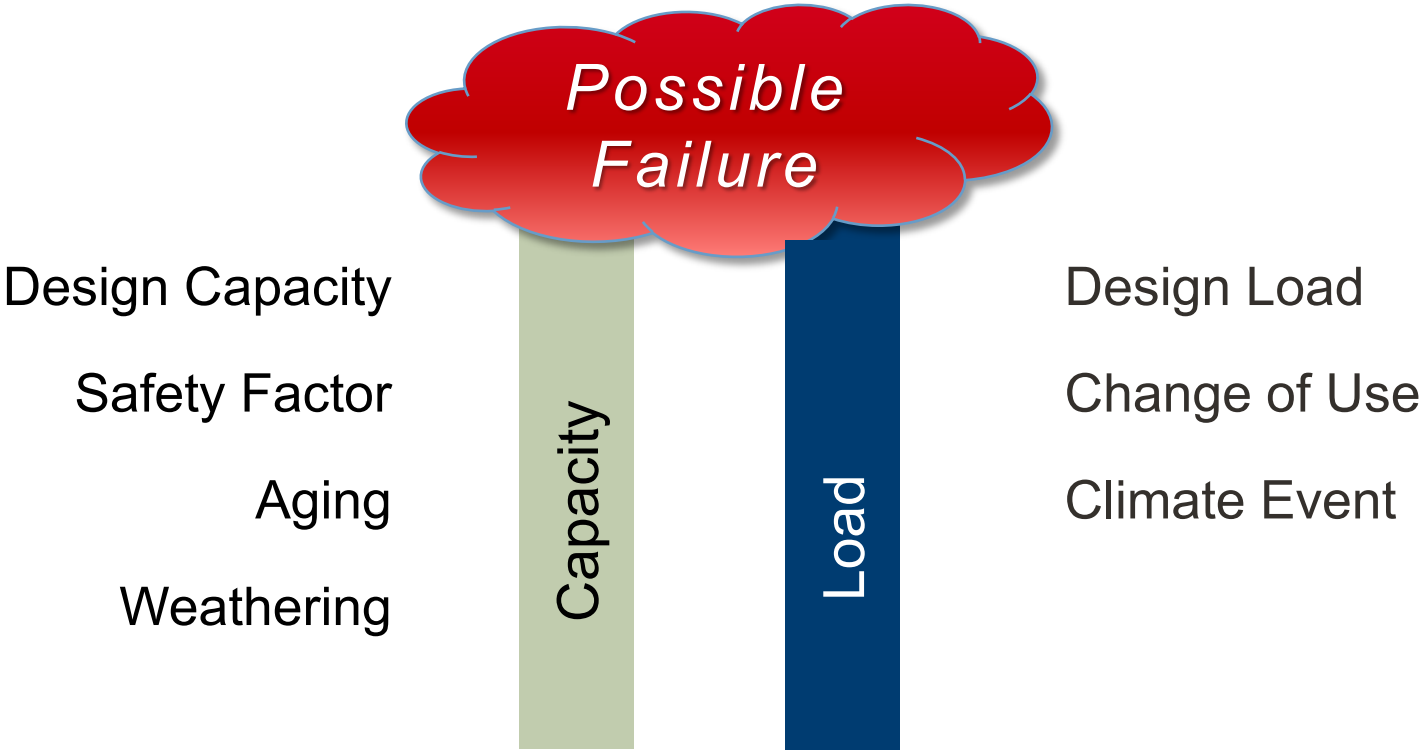 Possible
Failure
Design Capacity
Safety Factor
Aging
Weathering
Capacity
Load
Design Load
Change of Use
Climate Event